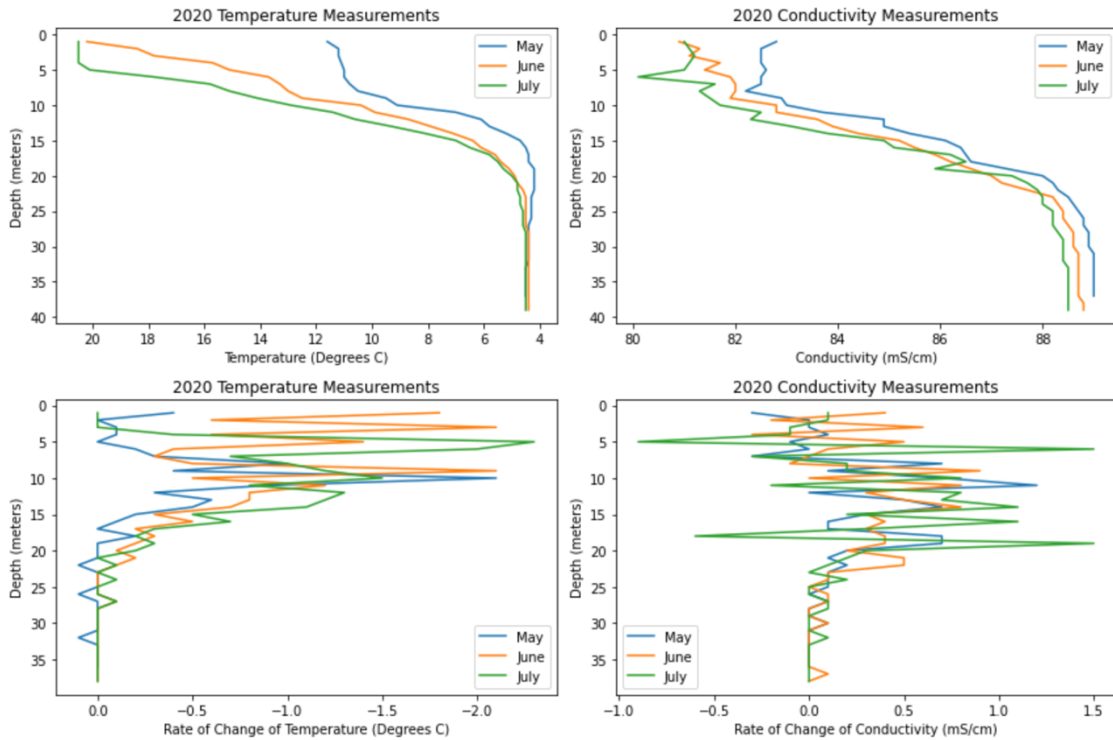 2020 Temperature Measurements
0
5
10
15
20
25
30
35
40
Depth (meters)
20 18 16 14 12 10 8 6 4
Temperature (Degrees C)
May
June
July
2020 Conductivity Measurements
0
5
10
15
20
25
30
35
40
Depth (meters)
80 82 84 86 88
Conductivity (mS/cm)
May
June
July
2020 Temperature Measurements
0
5
10
15
20
25
30
35
Depth (meters)
0.0 −0.5 −1.0 −1.5 −2.0
Rate of Change of Temperature (Degrees C)
May
June
July
2020 Conductivity Measurements
0
5
10
15
20
25
30
35
Depth (meters)
−1.0 −0.5 0.0 0.5 1.0 1.5
Rate of Change of Conductivity (mS/cm)
May
June
July